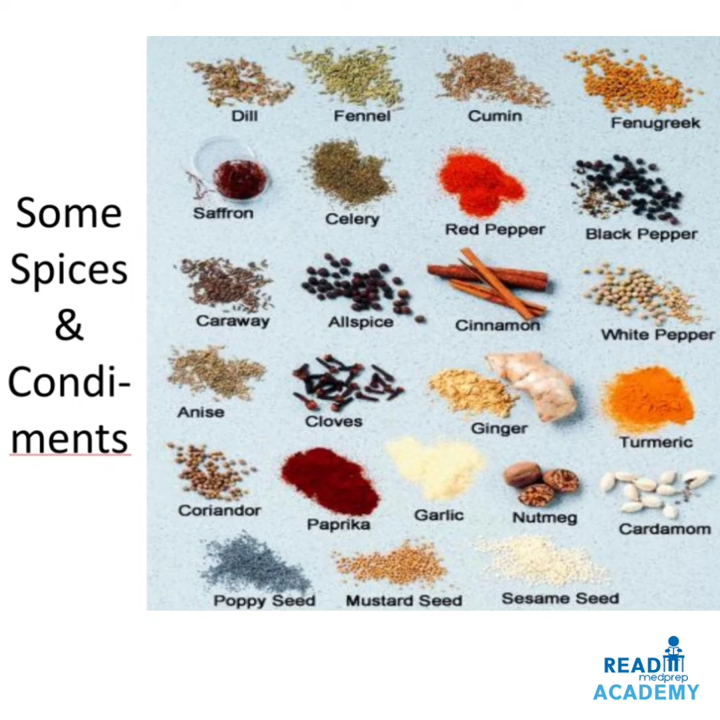 Some
Spices
&
Condi-
ments
Dill Fennel Cumin Fenugreek
Saffron Celery Red Pepper Black Pepper
Caraway Allspice Cinnamon White Pepper
Anise Cloves Ginger Turmeric
Coriandor Paprika Garlic Nutmeg Cardamom
Poppy Seed Mustard Seed Sesame Seed
READ
medprep
ACADEMY